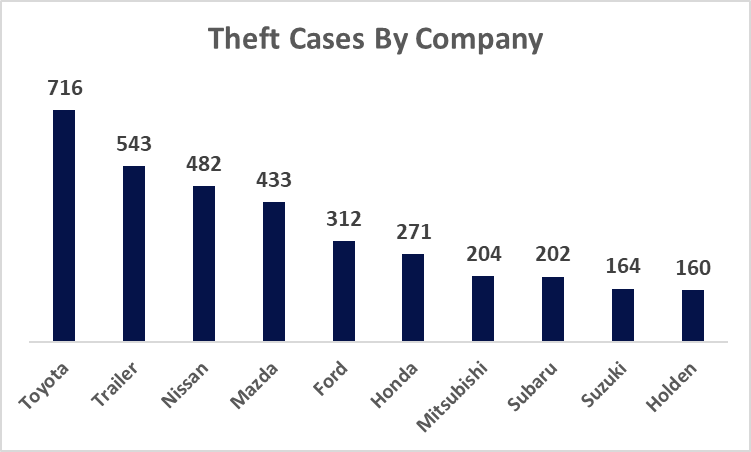 Theft Cases By Company
716
543
482
433
312
271
204
202
164
160
Toyota
Trailer
Nissan
Mazda
Ford
Honda
Mitsubishi
Subaru
Suzuki
Holden